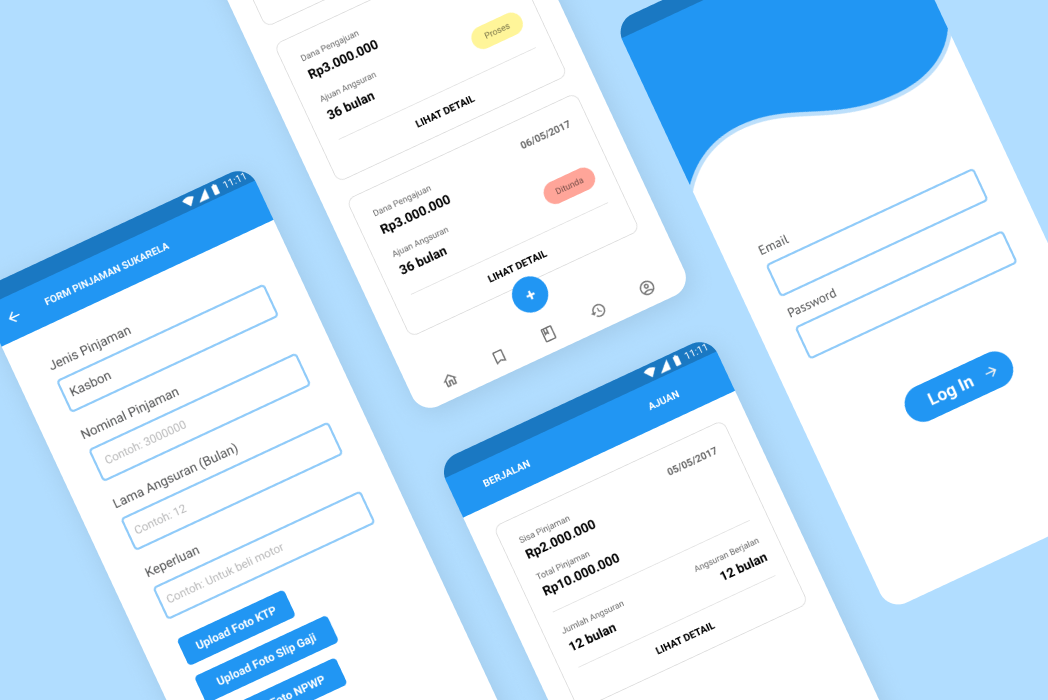 11:11
FORM PINJAMAN SUKARELA
Jenis Pinjaman
Kasbon
Nominal Pinjaman
Contoh: 3000000
Lama Angsuran (Bulan)
Contoh: 12
Keperluan
Contoh: Untuk beli motor
Upload Foto KTP
Upload Foto Slip Gaji
Foto NPWP
Dana Pengajuan
Rp3.000.000
Proses
Ajuan Angsuran
36 bulan
LIHAT DETAIL
06/05/2017
Dana Pengajuan
Rp3.000.000
Ditunda
Ajuan Angsuran
36 bulan
LIHAT DETAIL
+
11:11
BERJALAN
AJUAN
05/05/2017
Sisa Pinjaman
Rp2.000.000
Total Pinjaman
Rp10.000.000
Angsuran Berjalan
12 bulan
Jumlah Angsuran
12 bulan
LIHAT DETAIL
Email
Password
Log In